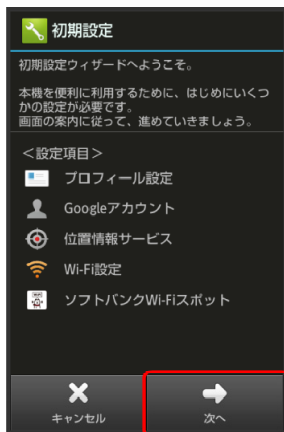 初期設定
初期設定ウィザードへようこそ。
本機を便利に利用するために、はじめにいくつ
かの設定が必要です。
画面の案内に従って、進めていきましょう。
＜設定項目＞
プロフィール設定
Googleアカウント
位置情報サービス
Wi-Fi設定
ソフトバンクWi-Fiスポット
キャンセル
次へ